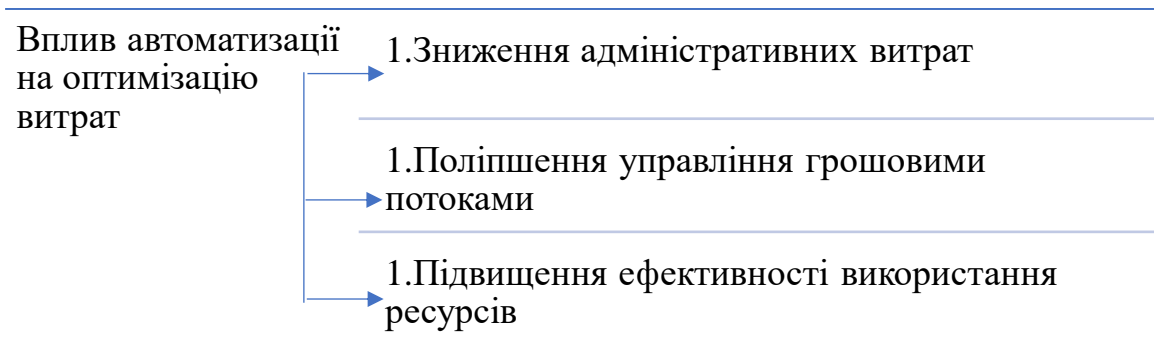 Вплив автоматизації
на оптимізацію
витрат
1.Зниження адміністративних витрат
1.Поліпшення управління грошовими
потоками
1.Підвищення ефективності використання
ресурсів